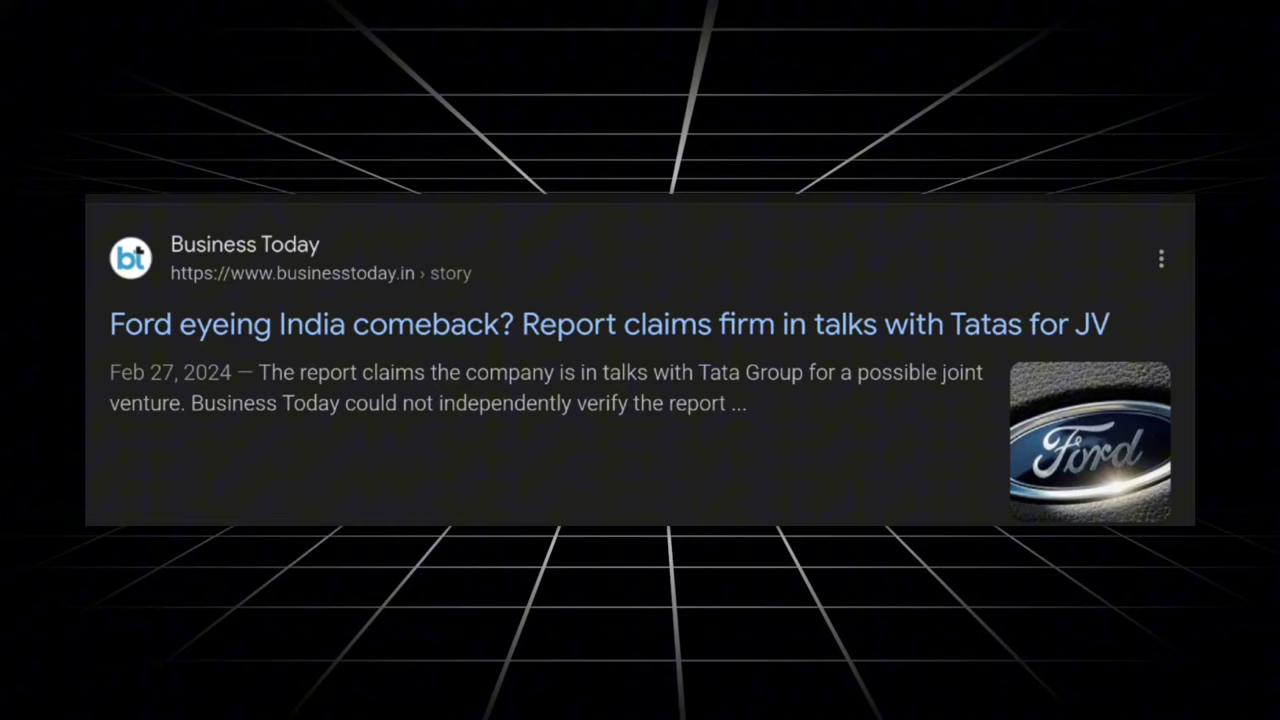 bt
Business Today
https://www.businesstoday.in › story
Ford eyeing India comeback? Report claims firm in talks with Tatas for JV
Feb 27, 2024 — The report claims the company is in talks with Tata Group for a possible joint
venture. Business Today could not independently verify the report ...
Ford